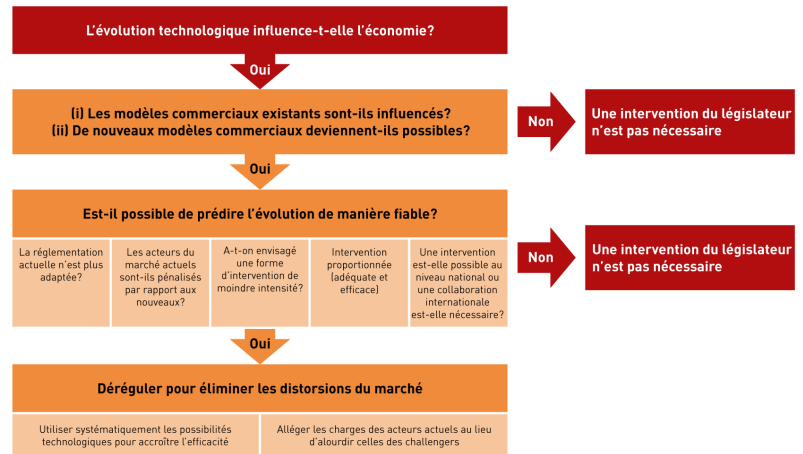 L'évolution technologique influence-t-elle l'économie?
Oui
(i) Les modèles commerciaux existants sont-ils influencés?
(ii) De nouveaux modèles commerciaux deviennent-ils possibles?
Non
Une intervention du législateur
n'est pas nécessaire
Oui
Est-il possible de prédire l'évolution de manière fiable?
La réglementation
actuelle n'est plus
adaptée?
Les acteurs du
marché actuels
sont-ils pénalisés
par rapport aux
nouveaux?
A-t-on envisagé
une forme
d'intervention de
moindre intensité?
Intervention
proportionnée
(adéquate et
efficace)
Une intervention
est-elle possible au
niveau national ou
une collaboration
internationale
est-elle nécessaire?
Non
Une intervention du législateur
n'est pas nécessaire
Oui
Déréguler pour éliminer les distorsions du marché
Utiliser systématiquement les possibilités
technologiques pour accroître l'efficacité
Alléger les charges des acteurs actuels au lieu
d'alourdir celles des challengers